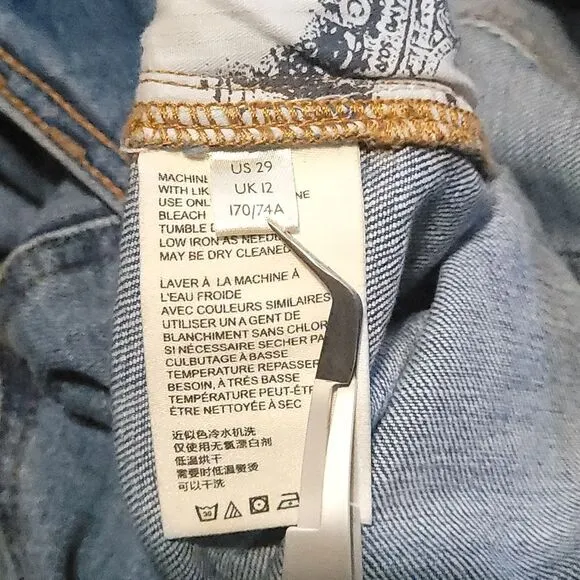 US 29
UK 12
170/74A
MACHINE
WITH LIK
USE ONL NE
BLEACH
TUMBLE
LOW IRON AS NEED
MAY BE DRY CLEANED
LAVER À LA MACHINE À
L'EAU FROIDE
AVEC COULEURS SIMILAIRES
UTILISER UN A GENT DE
BLANCHIMENT SANS CHLOR
SI NÉCESSAIRE SECHER PA
CULBUTAGE À BASSE
TEMPERATURE REPASSER
BESOIN, À TRÈS BASSE
TEMPÉRATURE PEUT-ÊTR
ÊTRE NETTOYÉE À SEC
近似色冷水机洗
仅使用无氯漂白剂
低温烘干
需要时低温熨烫
可以干洗
30